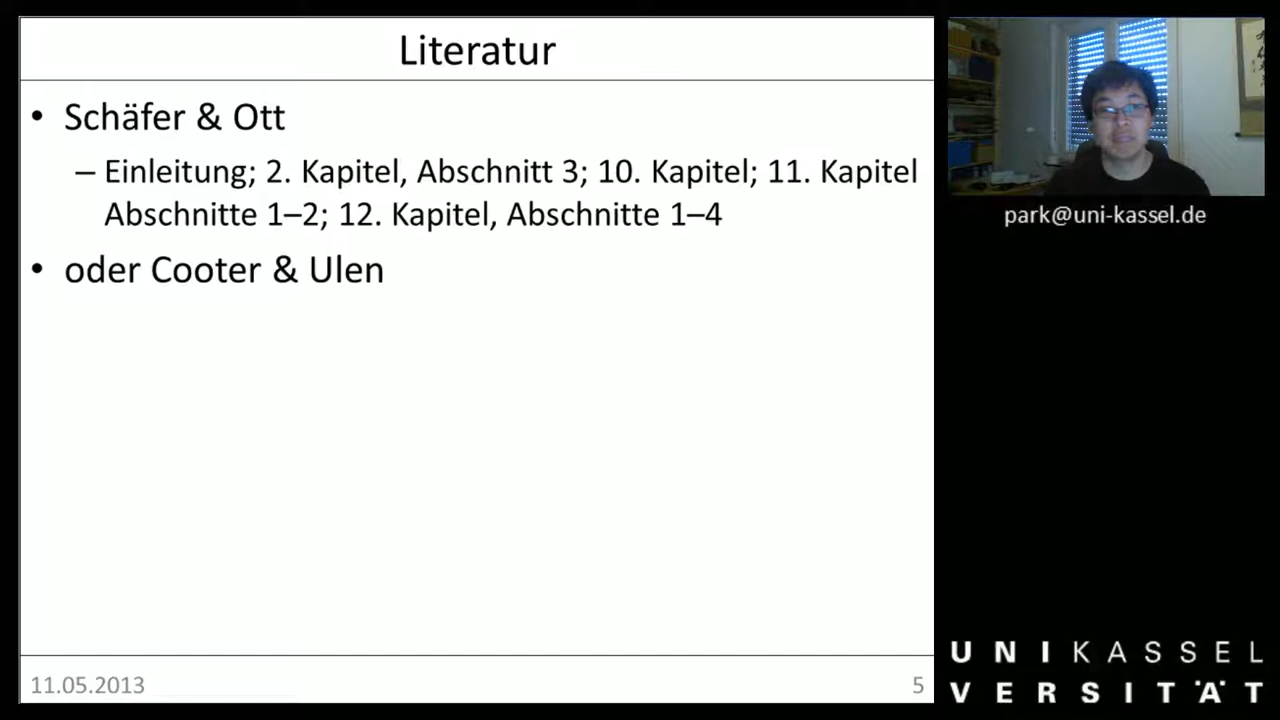 Literatur
• Schäfer & Ott
– Einleitung; 2. Kapitel, Abschnitt 3; 10. Kapitel; 11. Kapitel
Abschnitte 1–2; 12. Kapitel, Abschnitte 1–4
• oder Cooter & Ulen
11.05.2013
5
park@uni-kassel.de
UNIKASSEL
VERSITÄT